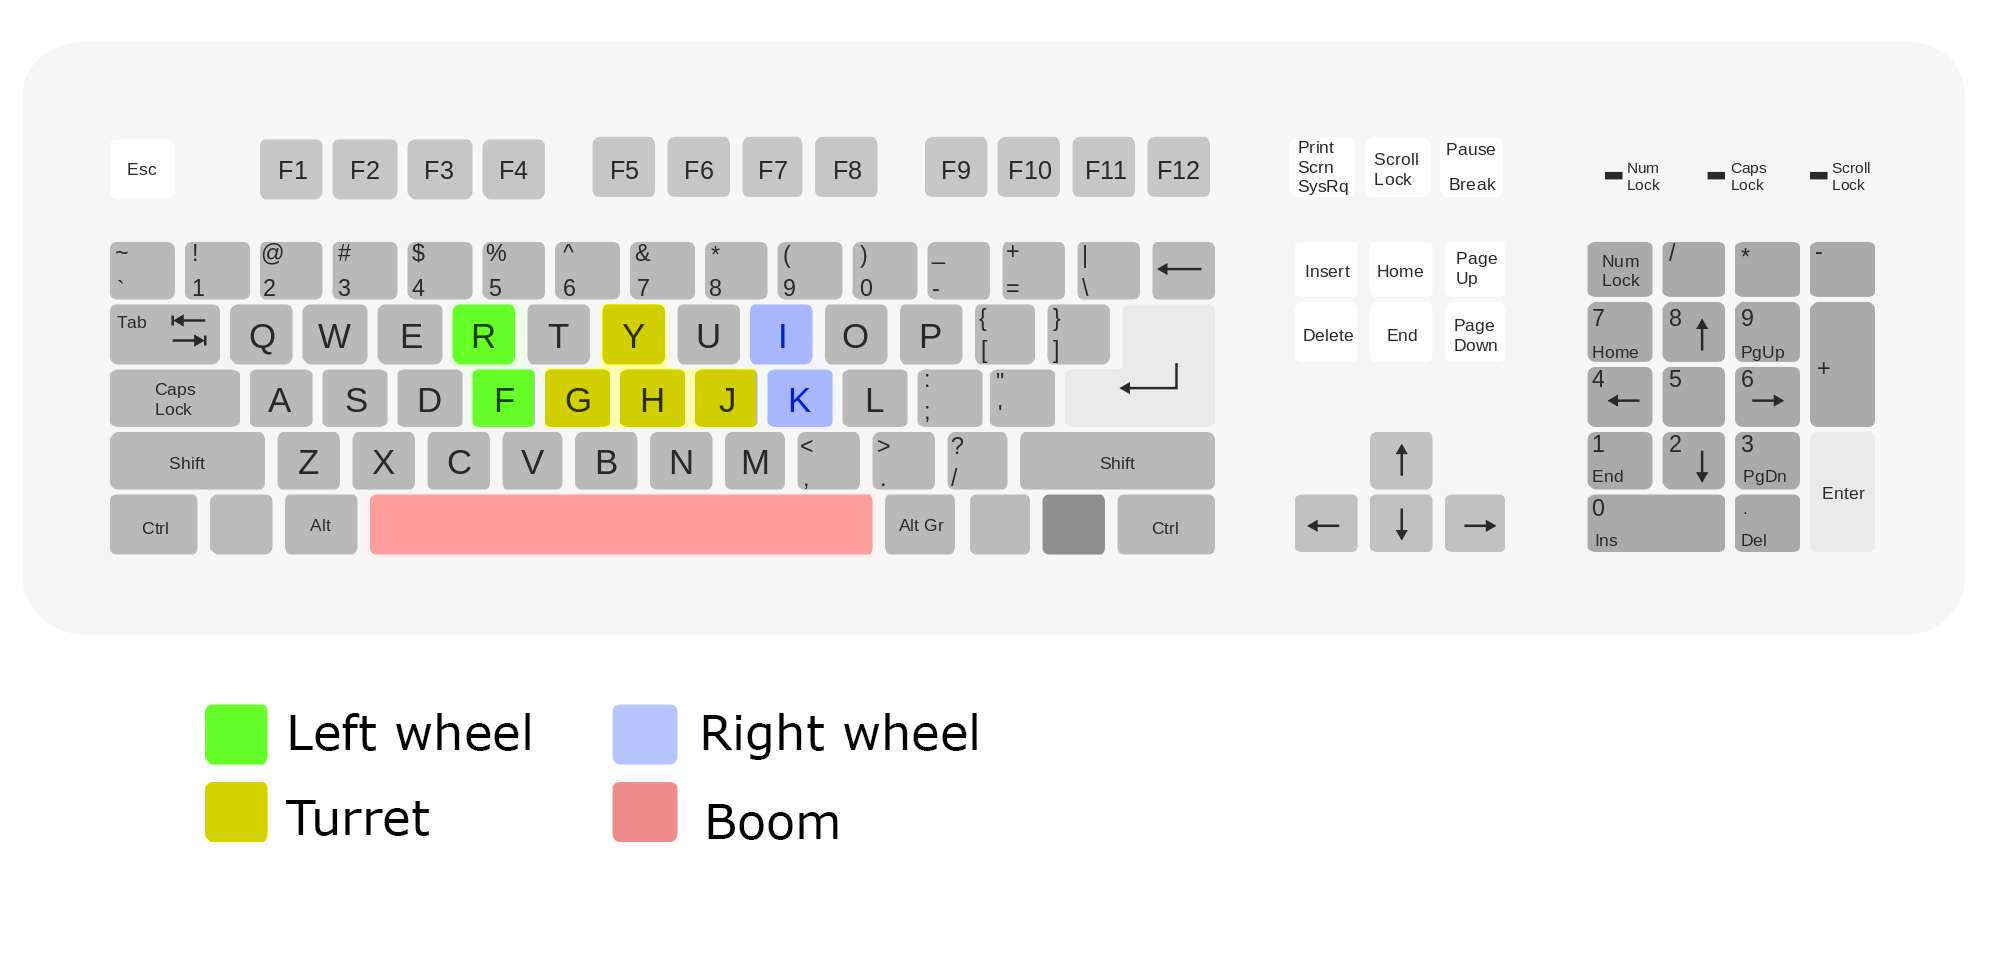 Esc F1 F2 F3 F4 F5 F6 F7 F8 F9 F10 F11 F12
Print
Scrn
SysRq
Scroll
Lock
Pause
Break
Num
Lock
Caps
Lock
Scroll
Lock
~ ! @ # $ % ^ & * ( ) _ + |
` 1 2 3 4 5 6 7 8 9 0 - = \ ←
Insert Home
Page
Up
Num
Lock
/ * -
Tab Q W E R T Y U I O P
{ }
[ ]
Delete End
Page
Down
7 8 ↑ 9
Home PgUp
+
Caps
Lock
A S D F G H J K L
: "
; '
4 5 6
← →
Shift Z X C V B N M
< > ?
, . /
Shift
↑
1 2 ↓ 3
End PgDn
Enter
Ctrl Alt Alt Gr Ctrl
← ↓ →
0 .
Ins Del
Left wheel Right wheel
Turret Boom